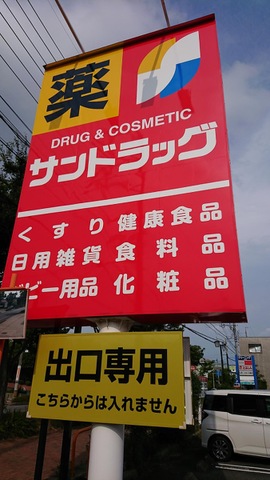 薬
DRUG & COSMETIC
サンドラッグ
くすり 健康食品
日用雑貨 食料品
ベビー用品 化粧品
出口専用
こちらからは入れません